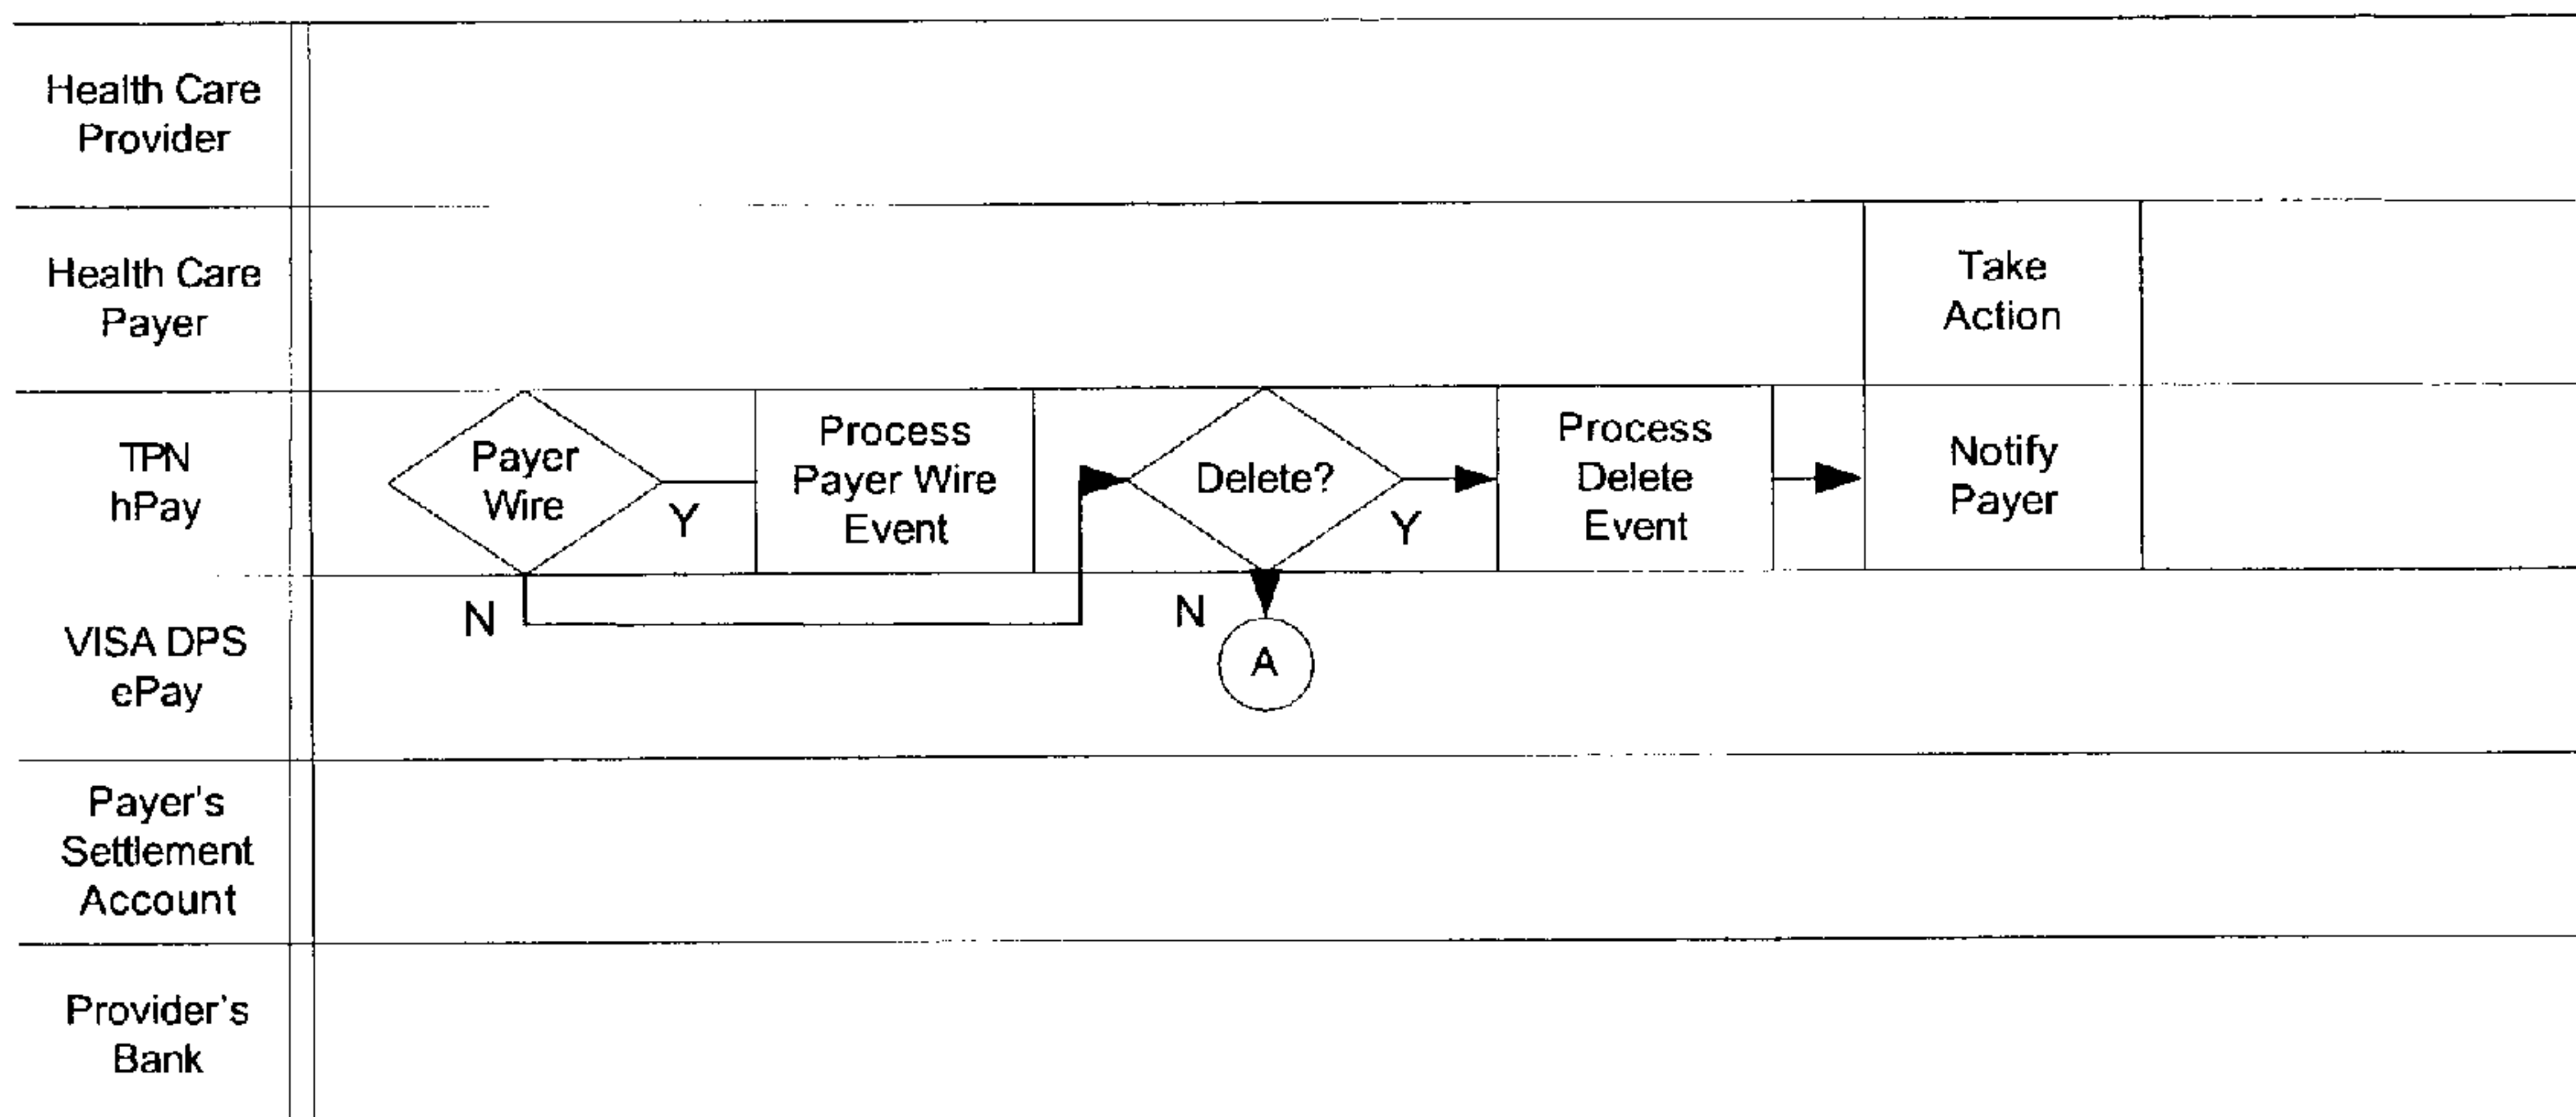 Health Care
Provider
Health Care
Payer
Take
Action
TPN
hPay
Payer
Wire
Y
Process
Payer Wire
Event
Delete?
Y
Process
Delete
Event
Notify
Payer
N
N
VISA DPS
ePay
A
Payer's
Settlement
Account
Provider's
Bank